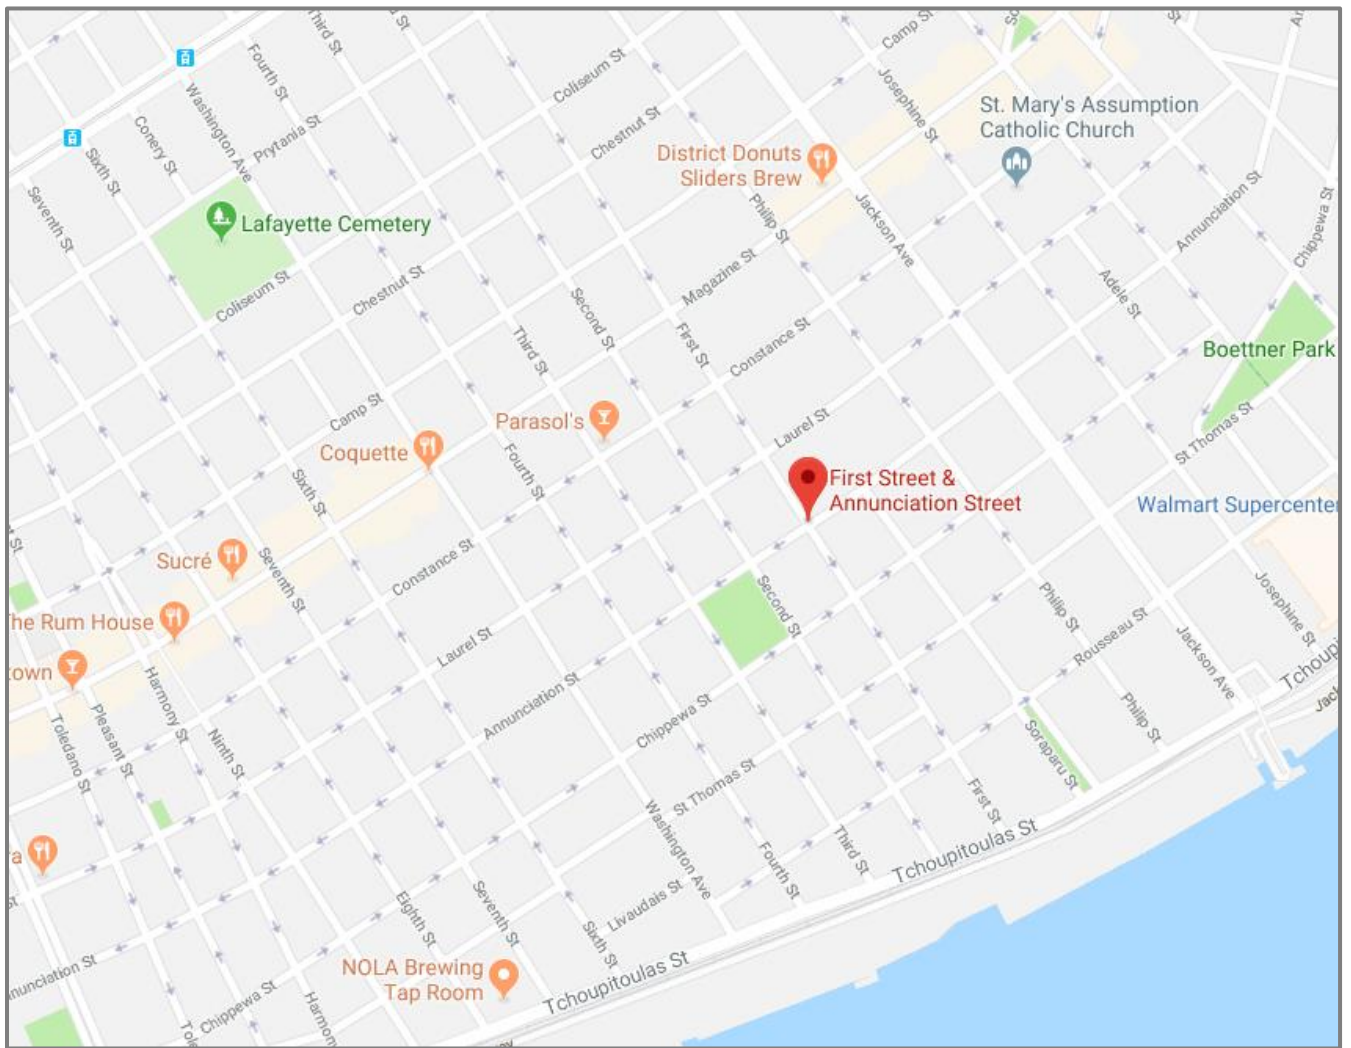 Third St
Camp St
Fourth St
Coliseum St
Josephine St
Washington Ave
Prytania St
Conery St
Chestnut St
St. Mary's Assumption
Catholic Church
District Donuts
Sliders Brew
Sixth St
Seventh St
Lafayette Cemetery
Philip St
Jackson Ave
Annunciation St
Chippewa St
Coliseum St
Chestnut St
Magazine St
Adele St
Second St
Third St
First St
Constance St
Boettner Park
Camp St
Parasol's
Coquette
Laurel St
St Thomas St
Fourth St
Sixth St
First Street &
Annunciation Street
Walmart Supercenter
Sucré
Seventh St
Constance St
Second St
Philip St
Josephine St
he Rum House
Laurel St
Rousseau St
Jackson Ave
town
Harmony St
Toledano St
Pleasant St
Ninth St
Annunciation St
Chippewa St
Philip St
Soraparu St
Tchoupi
Jack
St Thomas St
First St
Washington Ave
Third St
Fourth St
Tchoupitoulas St
Livaudais St
Eighth St
Seventh St
Sixth St
nunciation St
NOLA Brewing
Tap Room
Tchoupitoulas St
Chippewa St
Harmony
Tole